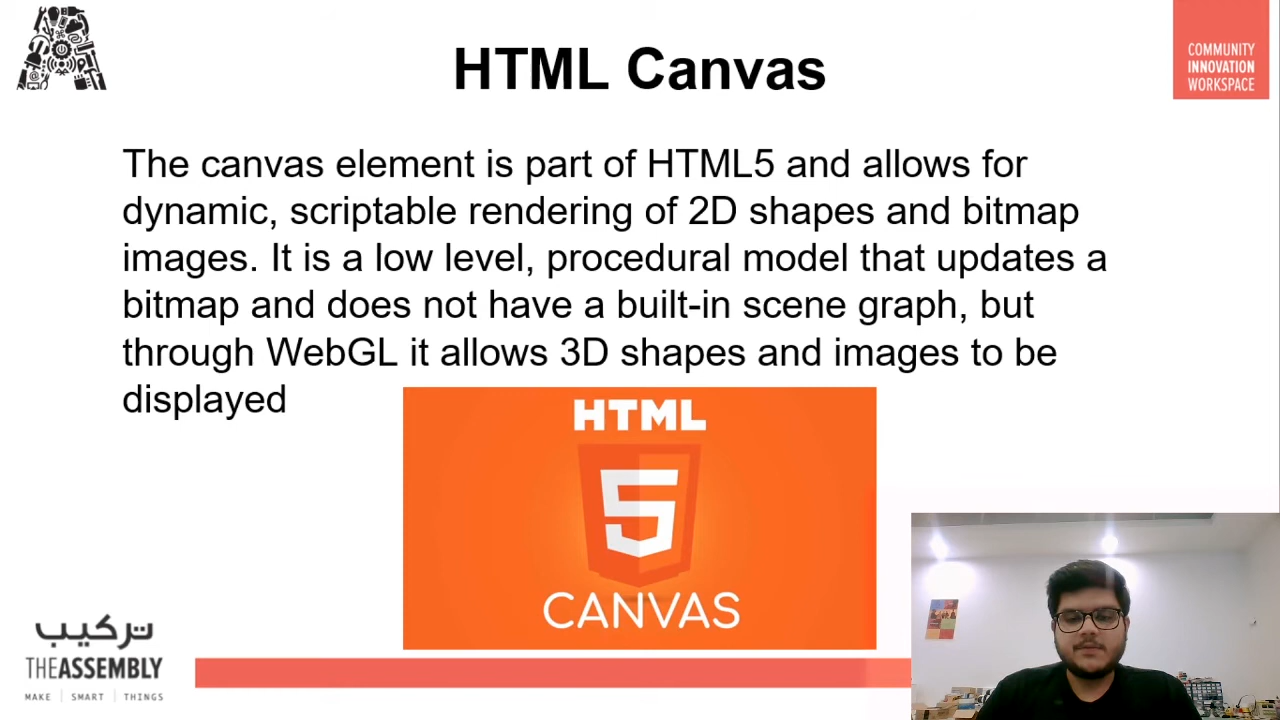 HTML Canvas
COMMUNITY
INNOVATION
WORKSPACE
The canvas element is part of HTML5 and allows for
dynamic, scriptable rendering of 2D shapes and bitmap
images. It is a low level, procedural model that updates a
bitmap and does not have a built-in scene graph, but
through WebGL it allows 3D shapes and images to be
displayed
HTML
5
CANVAS
تركيب
THEASSEMBLY
MAKE | SMART | THINGS